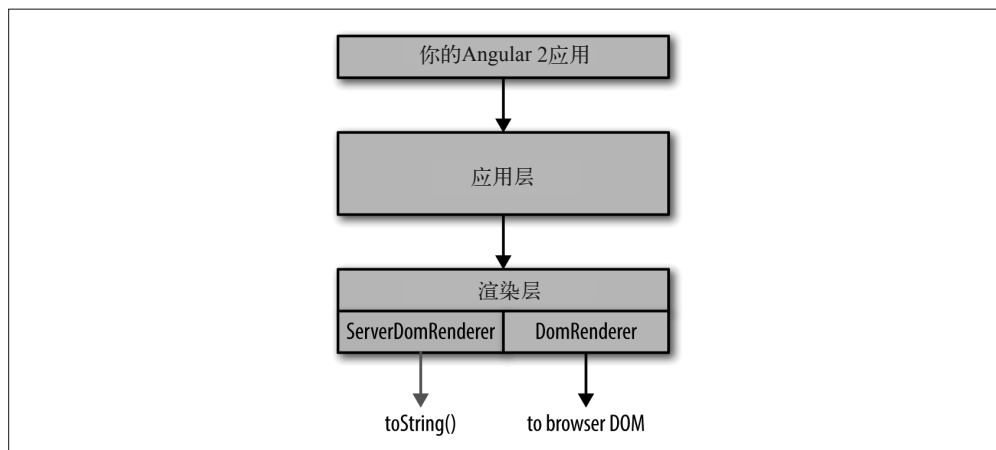 你的Angular 2应用
应用层
渲染层
ServerDomRenderer
DomRenderer
toString()
to browser DOM